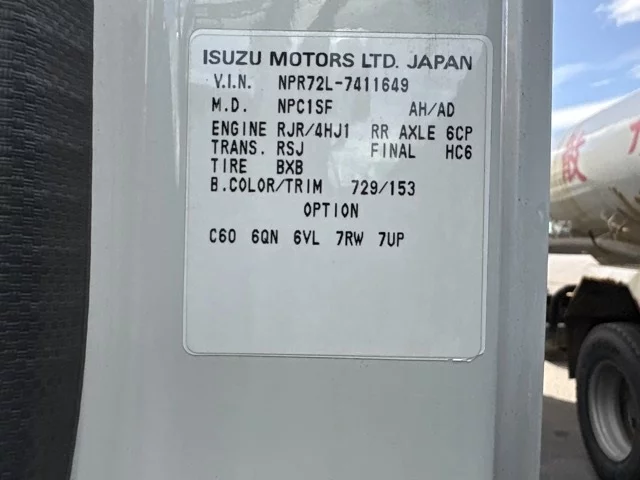 ISUZU MOTORS LTD. JAPAN
V.I.N. NPR72L-7411649
M.D. NPC1SF AH/AD
ENGINE RJR/4HJ1 RR AXLE 6CP
TRANS. RSJ FINAL HC6
TIRE BXB
B.COLOR/TRIM 729/153
OPTION
C60 6QN 6VL 7RW 7UP
散